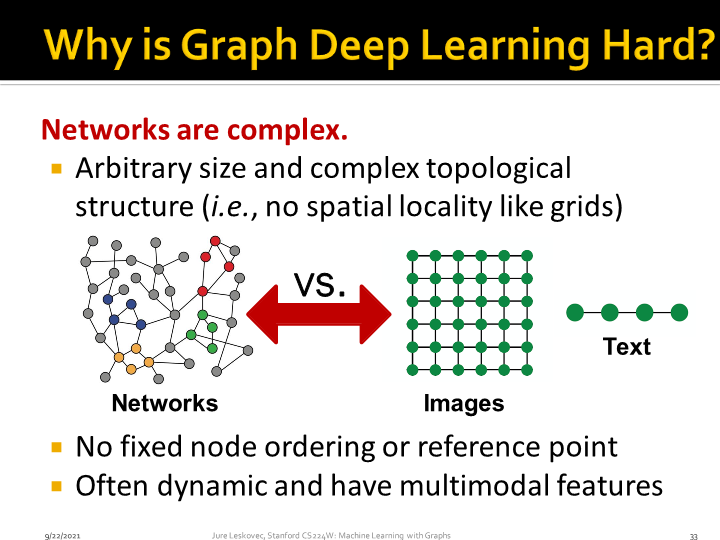 Why is Graph Deep Learning Hard?
Networks are complex.
▪ Arbitrary size and complex topological
structure (i.e., no spatial locality like grids)
vs.
Text
Networks
Images
▪ No fixed node ordering or reference point
▪ Often dynamic and have multimodal features
9/22/2021
Jure Leskovec, Stanford CS224W: Machine Learning with Graphs
33